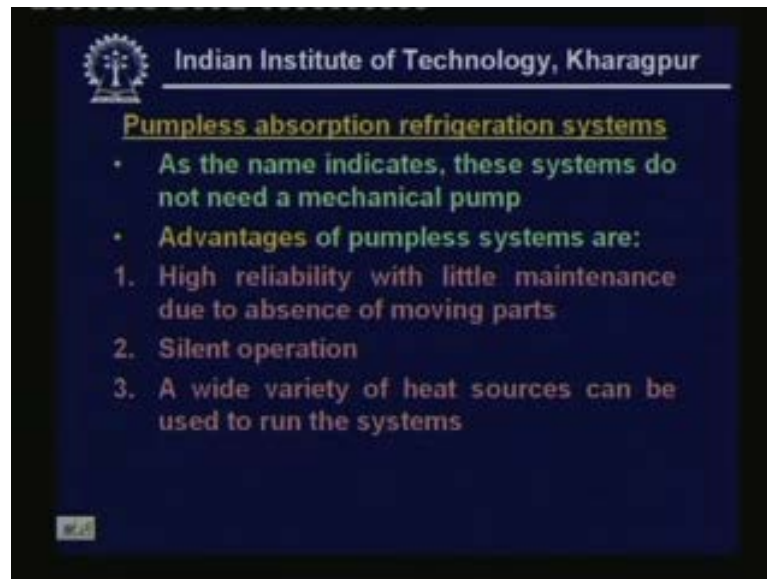 Indian Institute of Technology, Kharagpur
Pumpless absorption refrigeration systems
• As the name indicates, these systems do
not need a mechanical pump
• Advantages of pumpless systems are:
1. High reliability with little maintenance
due to absence of moving parts
2. Silent operation
3. A wide variety of heat sources can be
used to run the systems